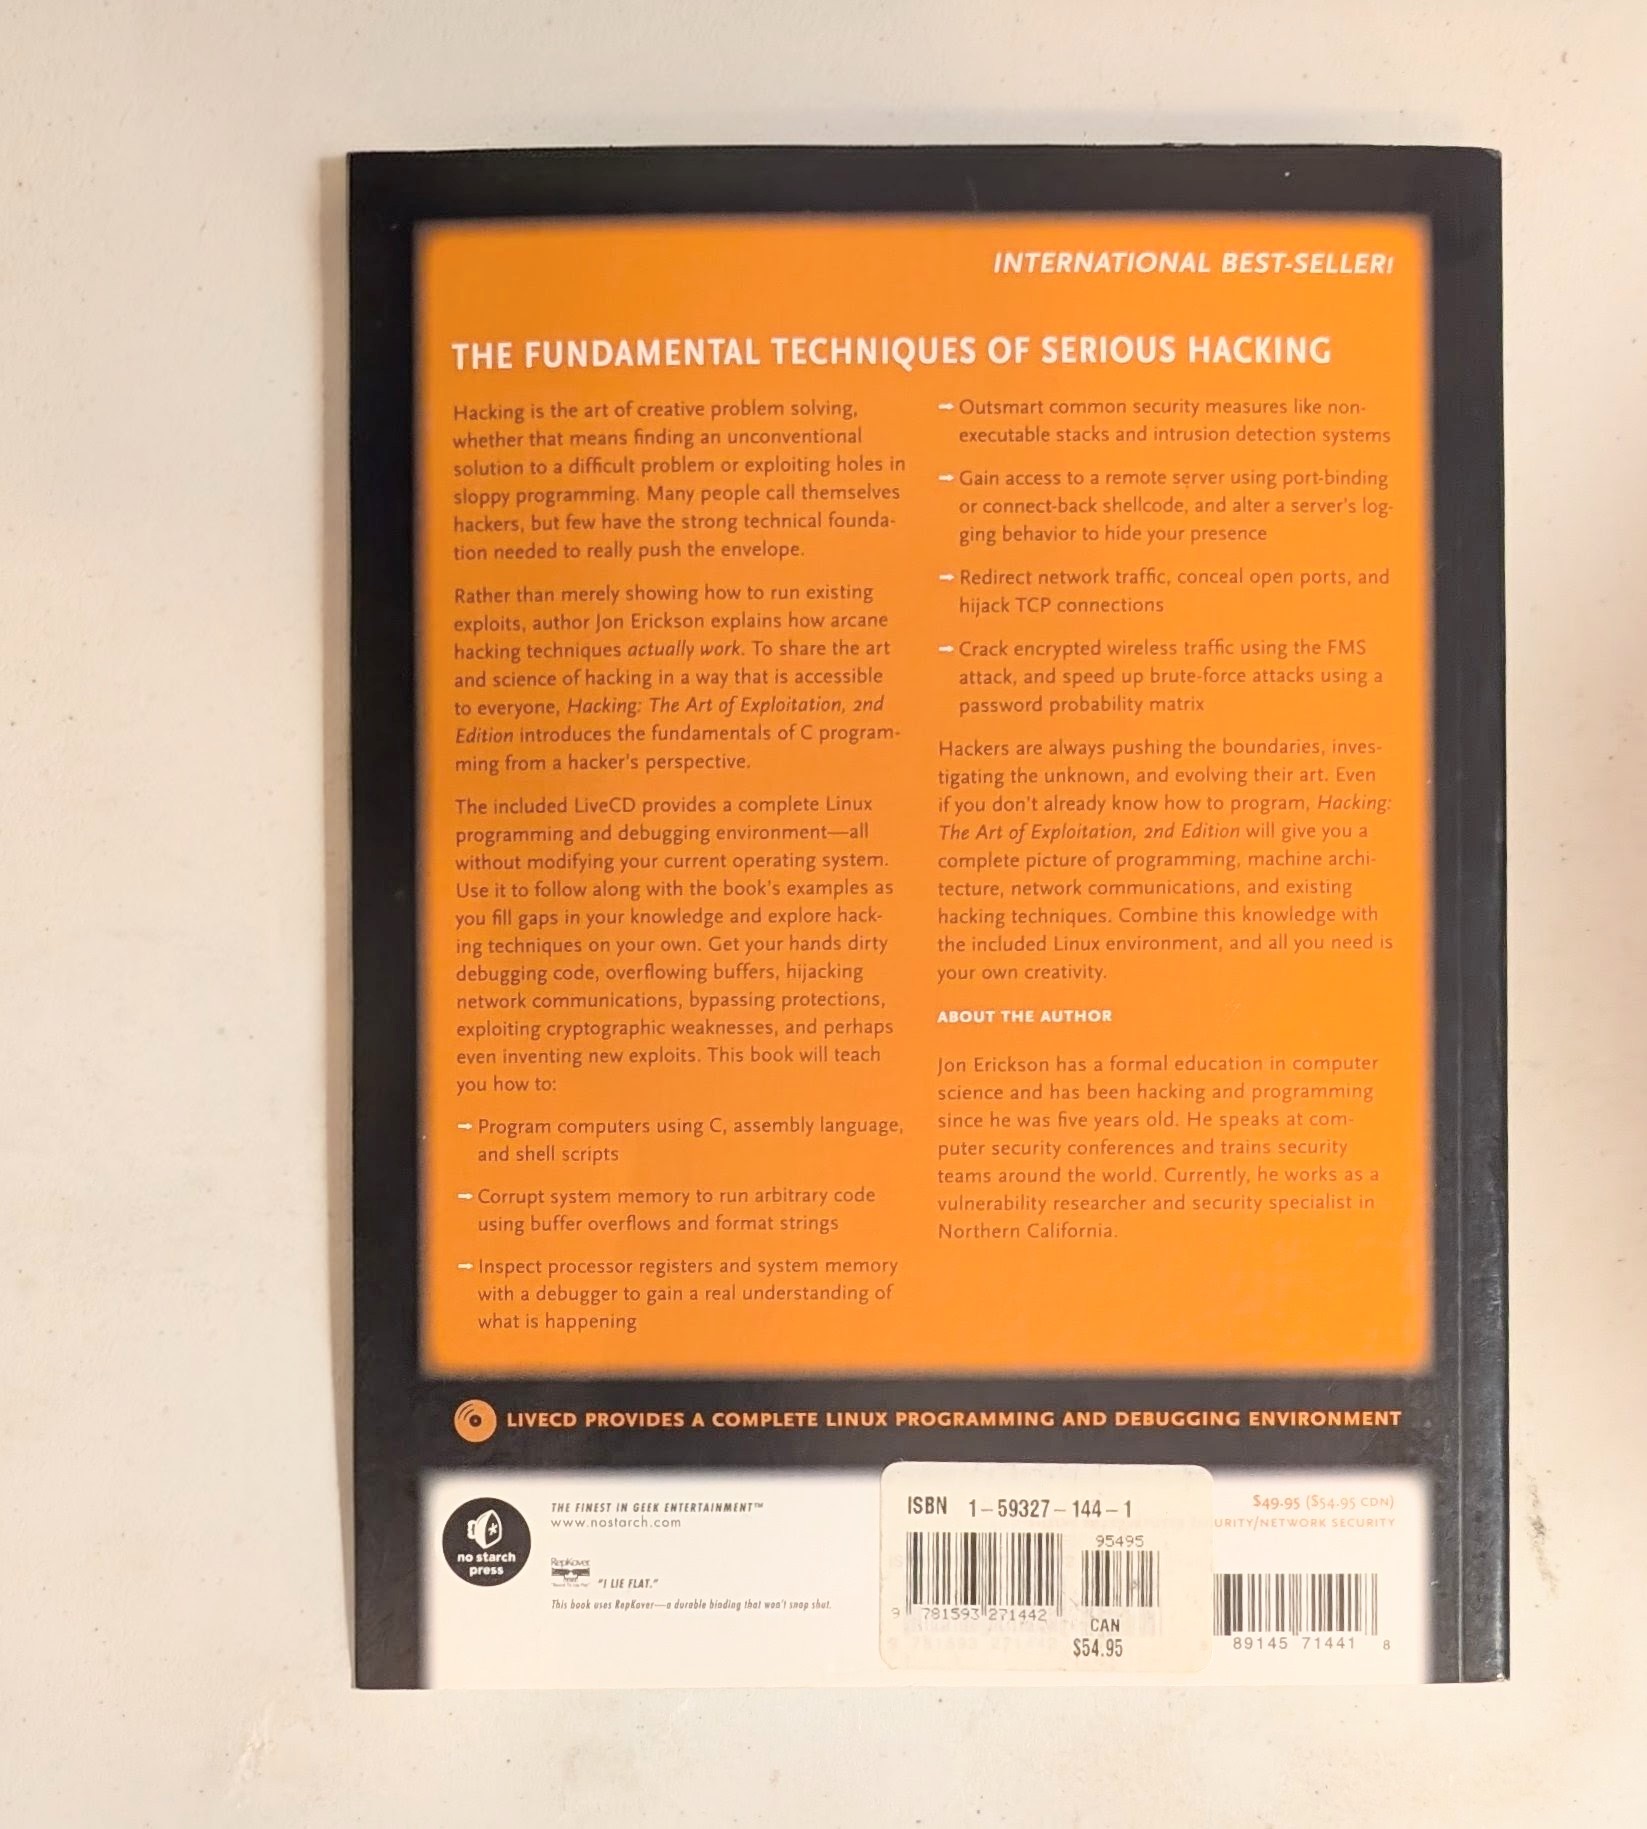 INTERNATIONAL BEST-SELLER!
THE FUNDAMENTAL TECHNIQUES OF SERIOUS HACKING
Hacking is the art of creative problem solving,
whether that means finding an unconventional
solution to a difficult problem or exploiting holes in
sloppy programming. Many people call themselves
hackers, but few have the strong technical founda-
tion needed to really push the envelope.
Rather than merely showing how to run existing
exploits, author Jon Erickson explains how arcane
hacking techniques actually work. To share the art
and science of hacking in a way that is accessible
to everyone, Hacking: The Art of Exploitation, 2nd
Edition introduces the fundamentals of C program-
ming from a hacker's perspective.
The included LiveCD provides a complete Linux
programming and debugging environment—all
without modifying your current operating system.
Use it to follow along with the book's examples as
you fill gaps in your knowledge and explore hack-
ing techniques on your own. Get your hands dirty
debugging code, overflowing buffers, hijacking
network communications, bypassing protections,
exploiting cryptographic weaknesses, and perhaps
even inventing new exploits. This book will teach
you how to:
→ Program computers using C, assembly language,
and shell scripts
→ Corrupt system memory to run arbitrary code
using buffer overflows and format strings
→ Inspect processor registers and system memory
with a debugger to gain a real understanding of
what is happening
→ Outsmart common security measures like non-
executable stacks and intrusion detection systems
→ Gain access to a remote server using port-binding
or connect-back shellcode, and alter a server's log-
ging behavior to hide your presence
→ Redirect network traffic, conceal open ports, and
hijack TCP connections
→ Crack encrypted wireless traffic using the FMS
attack, and speed up brute-force attacks using a
password probability matrix
Hackers are always pushing the boundaries, inves-
tigating the unknown, and evolving their art. Even
if you don't already know how to program, Hacking:
The Art of Exploitation, 2nd Edition will give you a
complete picture of programming, machine archi-
tecture, network communications, and existing
hacking techniques. Combine this knowledge with
the included Linux environment, and all you need is
your own creativity.
ABOUT THE AUTHOR
Jon Erickson has a formal education in computer
science and has been hacking and programming
since he was five years old. He speaks at com-
puter security conferences and trains security
teams around the world. Currently, he works as a
vulnerability researcher and security specialist in
Northern California.
LIVECD PROVIDES A COMPLETE LINUX PROGRAMMING AND DEBUGGING ENVIRONMENT
no starch
press
THE FINEST IN GEEK ENTERTAINMENT™
www.nostarch.com
RepKover
"I LIE FLAT."
This book uses RepKover—a durable binding that won't snap shut.
ISBN 1-59327-144-1
95495
9 781593 271442
CAN
$54.95
$49.95 ($54.95 CDN)
URITY/NETWORK SECURITY
89145 71441 8